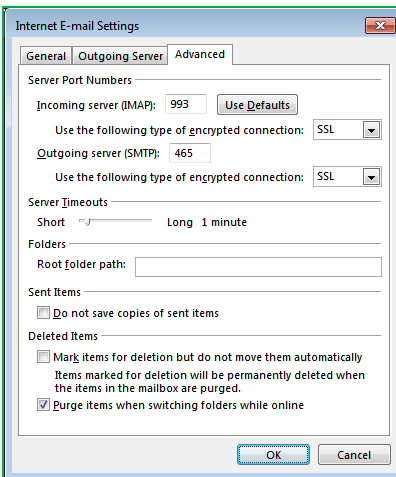 Internet E-mail Settings
General Outgoing Server Advanced
Server Port Numbers
Incoming server (IMAP): 993 Use Defaults
Use the following type of encrypted connection: SSL
Outgoing server (SMTP): 465
Use the following type of encrypted connection: SSL
Server Timeouts
Short Long 1 minute
Folders
Root folder path:
Sent Items
Do not save copies of sent items
Deleted Items
Mark items for deletion but do not move them automatically
Items marked for deletion will be permanently deleted when
the items in the mailbox are purged.
Purge items when switching folders while online
OK Cancel